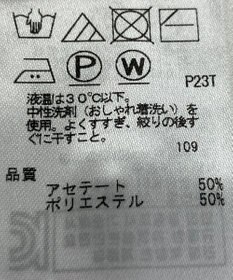 P W
P23T
液温は30℃以下。
中性洗剤（おしゃれ着洗い）を
使用。よくすすぎ、絞りの後す
ぐに干すこと。
109
品質
アセテート 50%
ポリエステル 50%